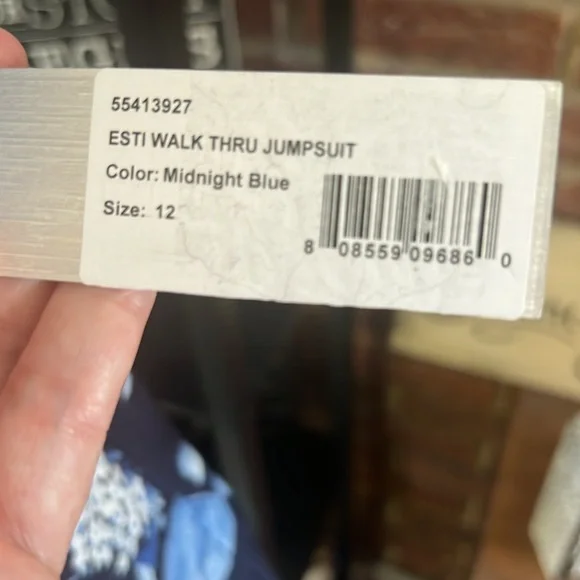 55413927
ESTI WALK THRU JUMPSUIT
Color: Midnight Blue
Size: 12
8 08559 09686 0